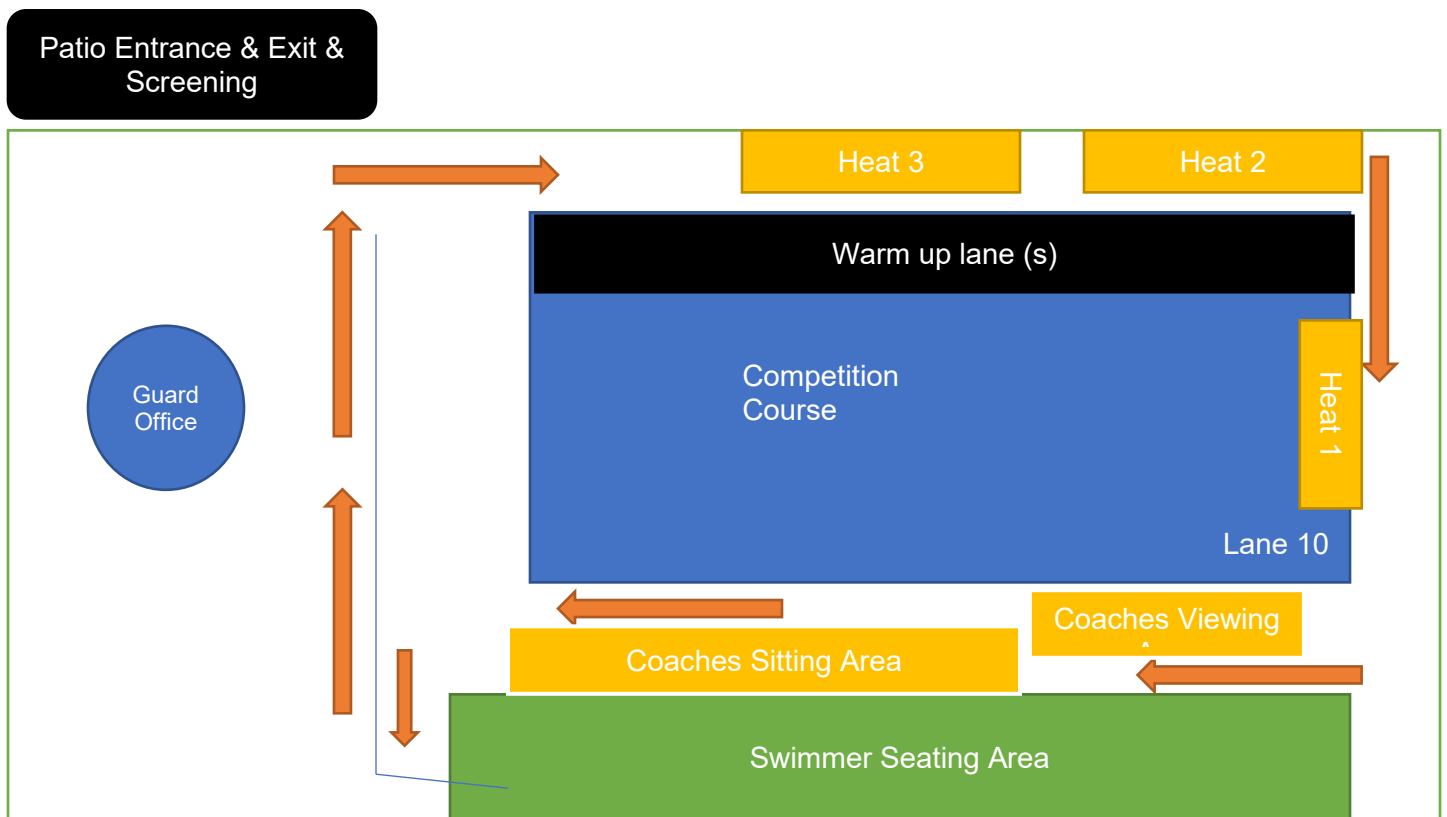 Patio Entrance & Exit &
Screening
Heat 3
Heat 2
Warm up lane (s)
Guard
Office
Competition
Course
Heat 1
Lane 10
Coaches Viewing
Coaches Sitting Area
Swimmer Seating Area